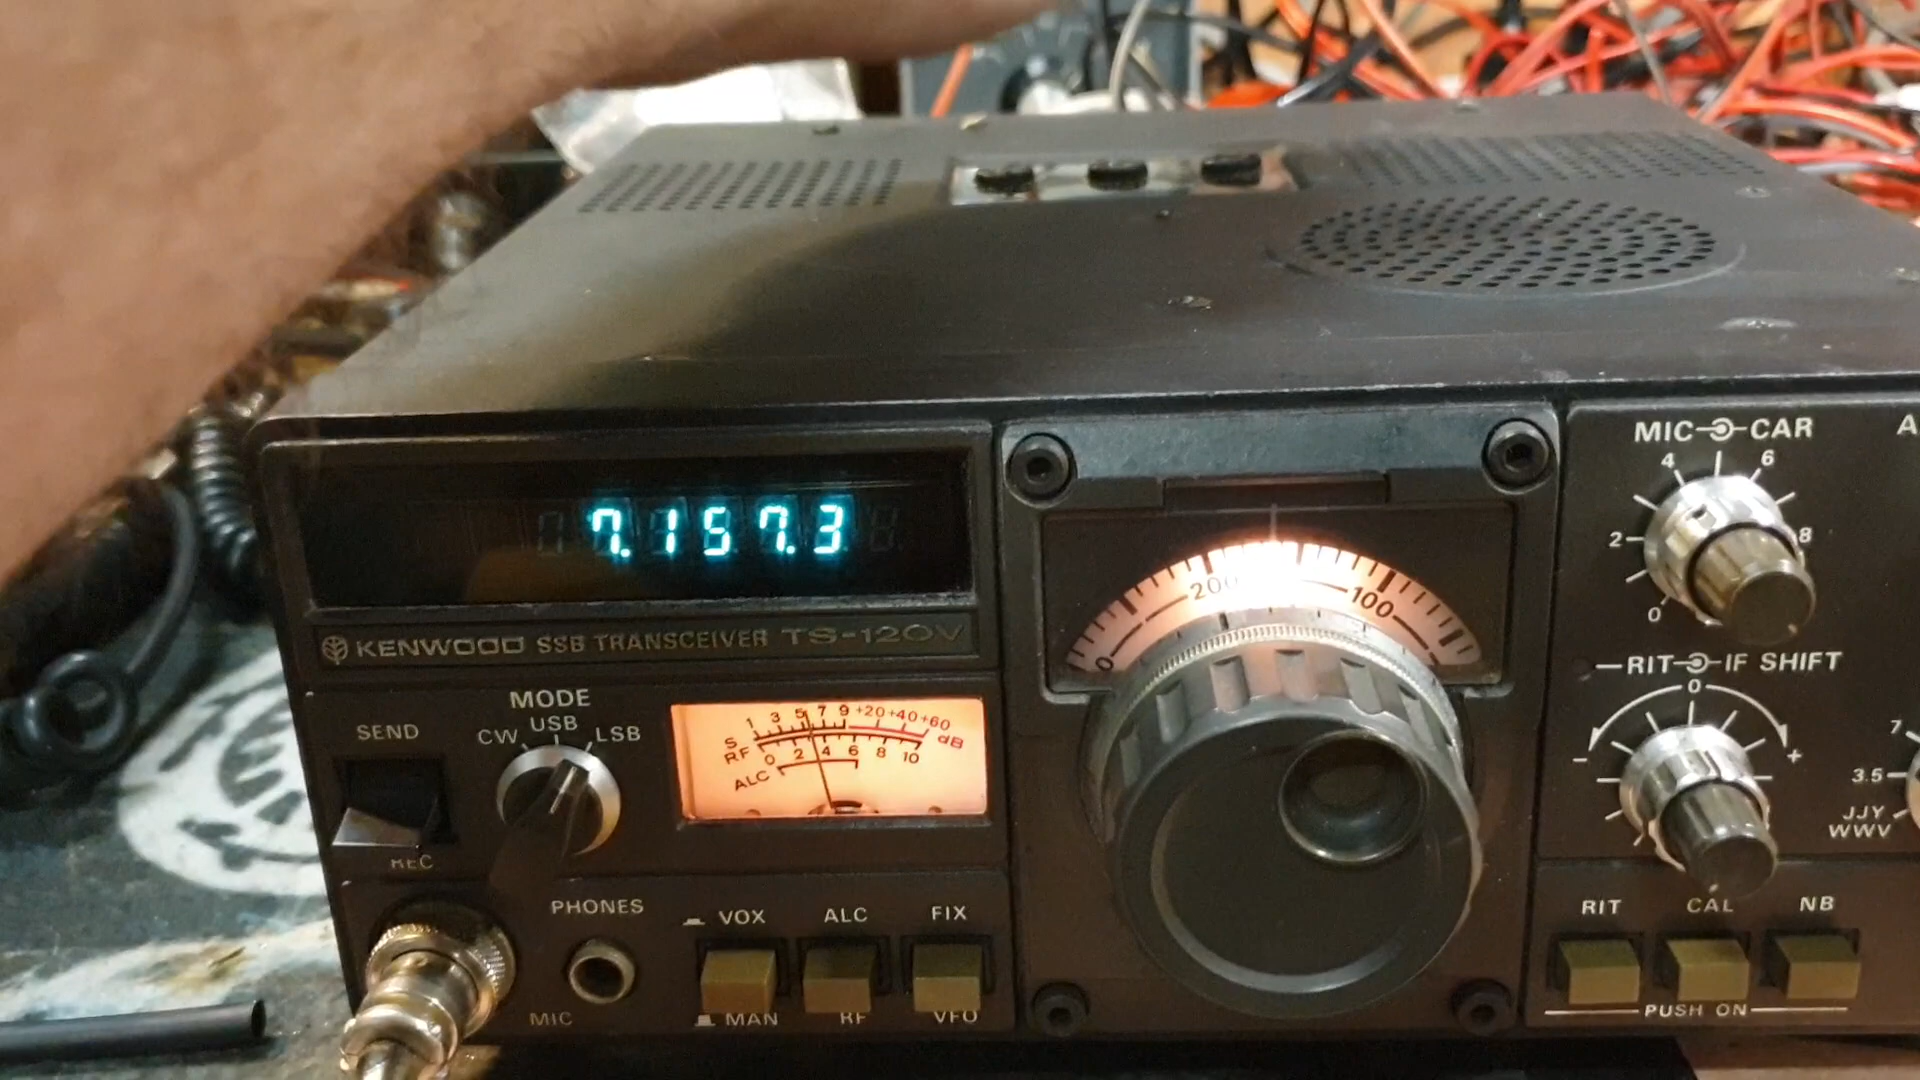 7.157.3
KENWOOD SSB TRANSCEIVER TS-120V
MODE
CW USB LSB
SEND
REC
1 3 5 7 9 +20 +40 +60
S
dB
RF
0 2 4 6 8 10
ALC
PHONES
MIC
VOX ALC FIX
MAN RF VFO
200 100
0
MIC CAR
4 6
2 8
0
RIT IF SHIFT
0
- +
7
3.5
JJY
WWV
RIT CAL NB
PUSH ON